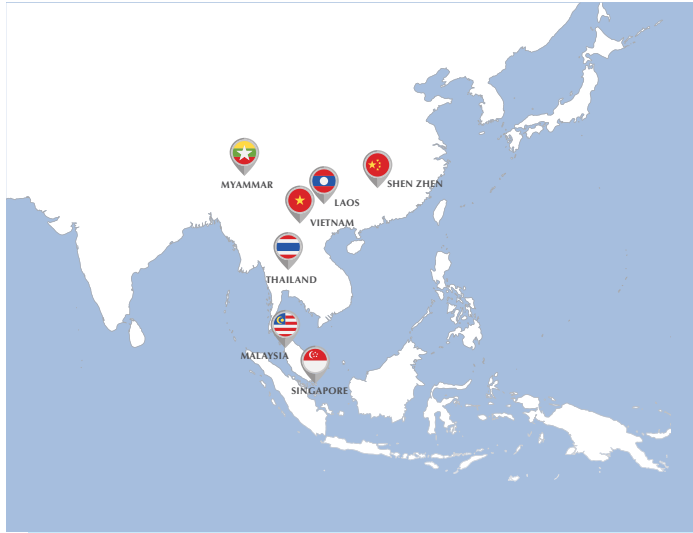 MYAMMAR
SHEN ZHEN
LAOS
VIETNAM
THAILAND
MALAYSIA
SINGAPORE